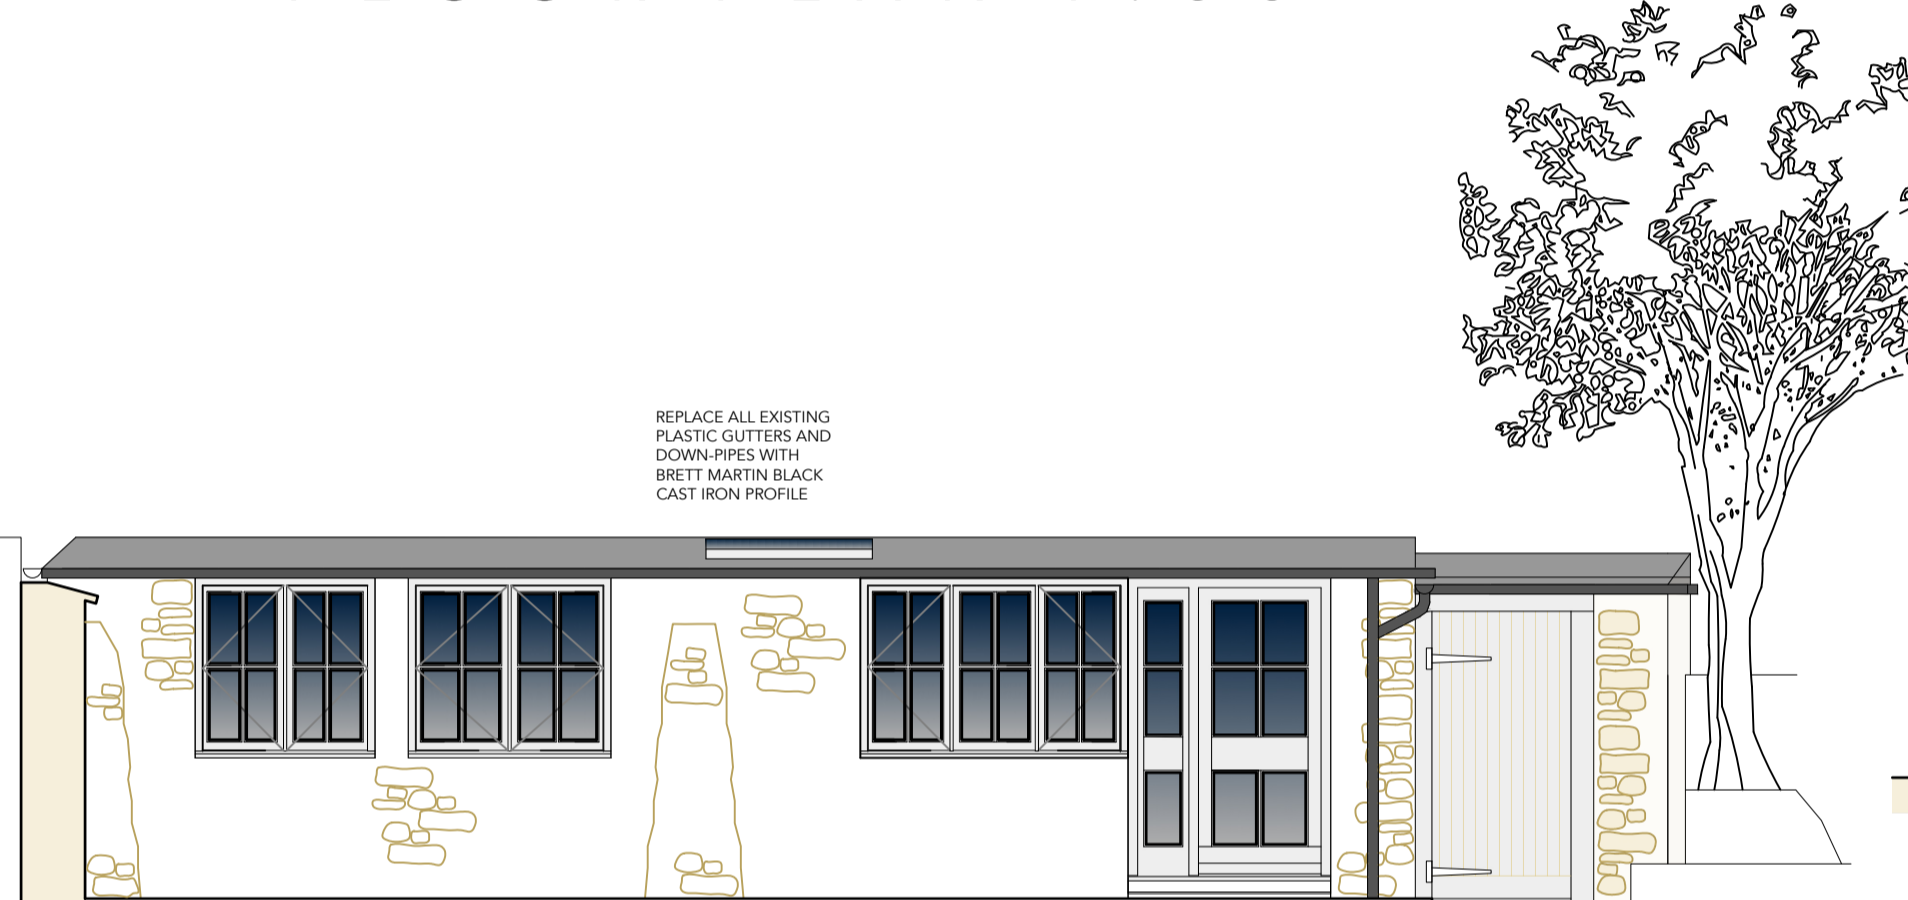 REPLACE ALL EXISTING
PLASTIC GUTTERS AND
DOWN-PIPES WITH
BRETT MARTIN BLACK
CAST IRON PROFILE